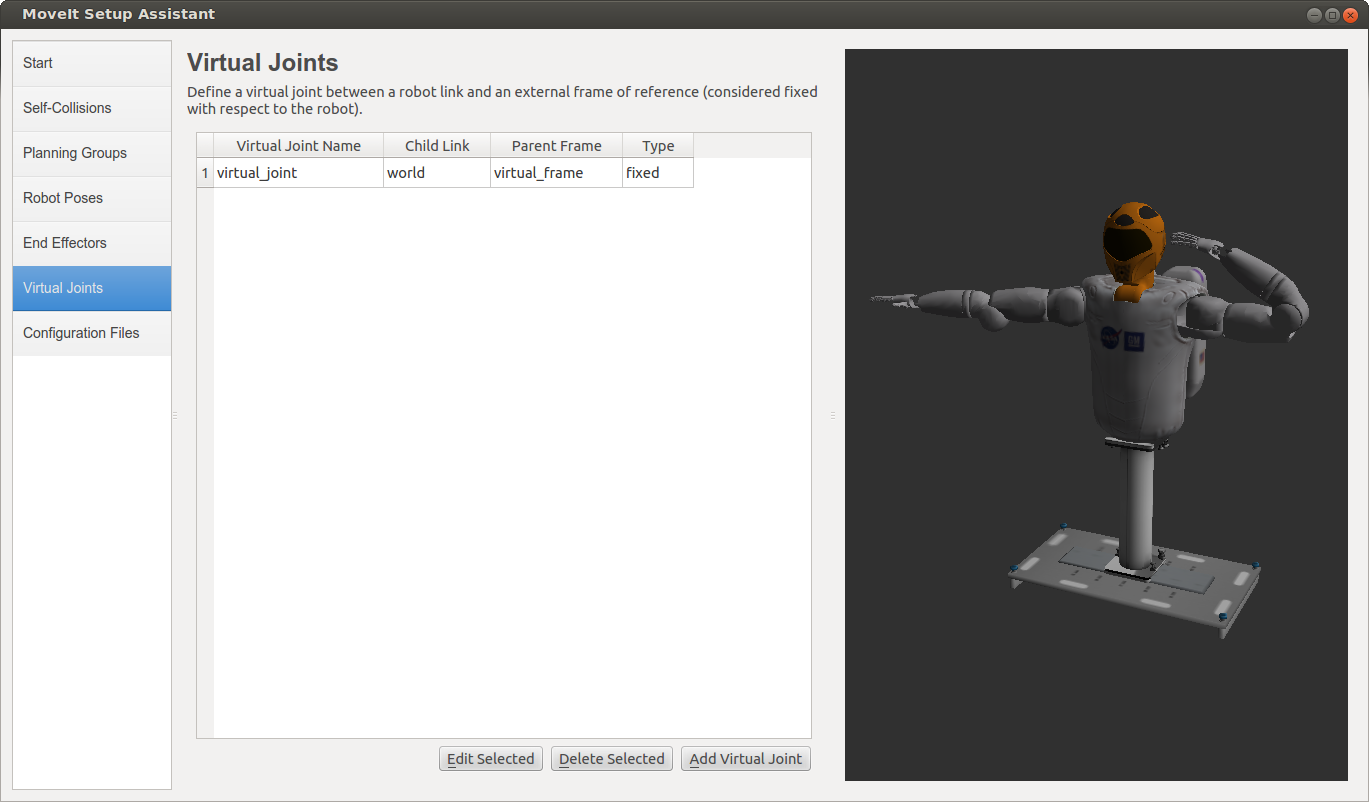 MoveIt Setup Assistant
Start
Self-Collisions
Planning Groups
Robot Poses
End Effectors
Virtual Joints
Configuration Files
Virtual Joints
Define a virtual joint between a robot link and an external frame of reference (considered fixed
with respect to the robot).
Virtual Joint Name Child Link Parent Frame Type
1 virtual_joint world virtual_frame fixed
Edit Selected Delete Selected Add Virtual Joint
GM